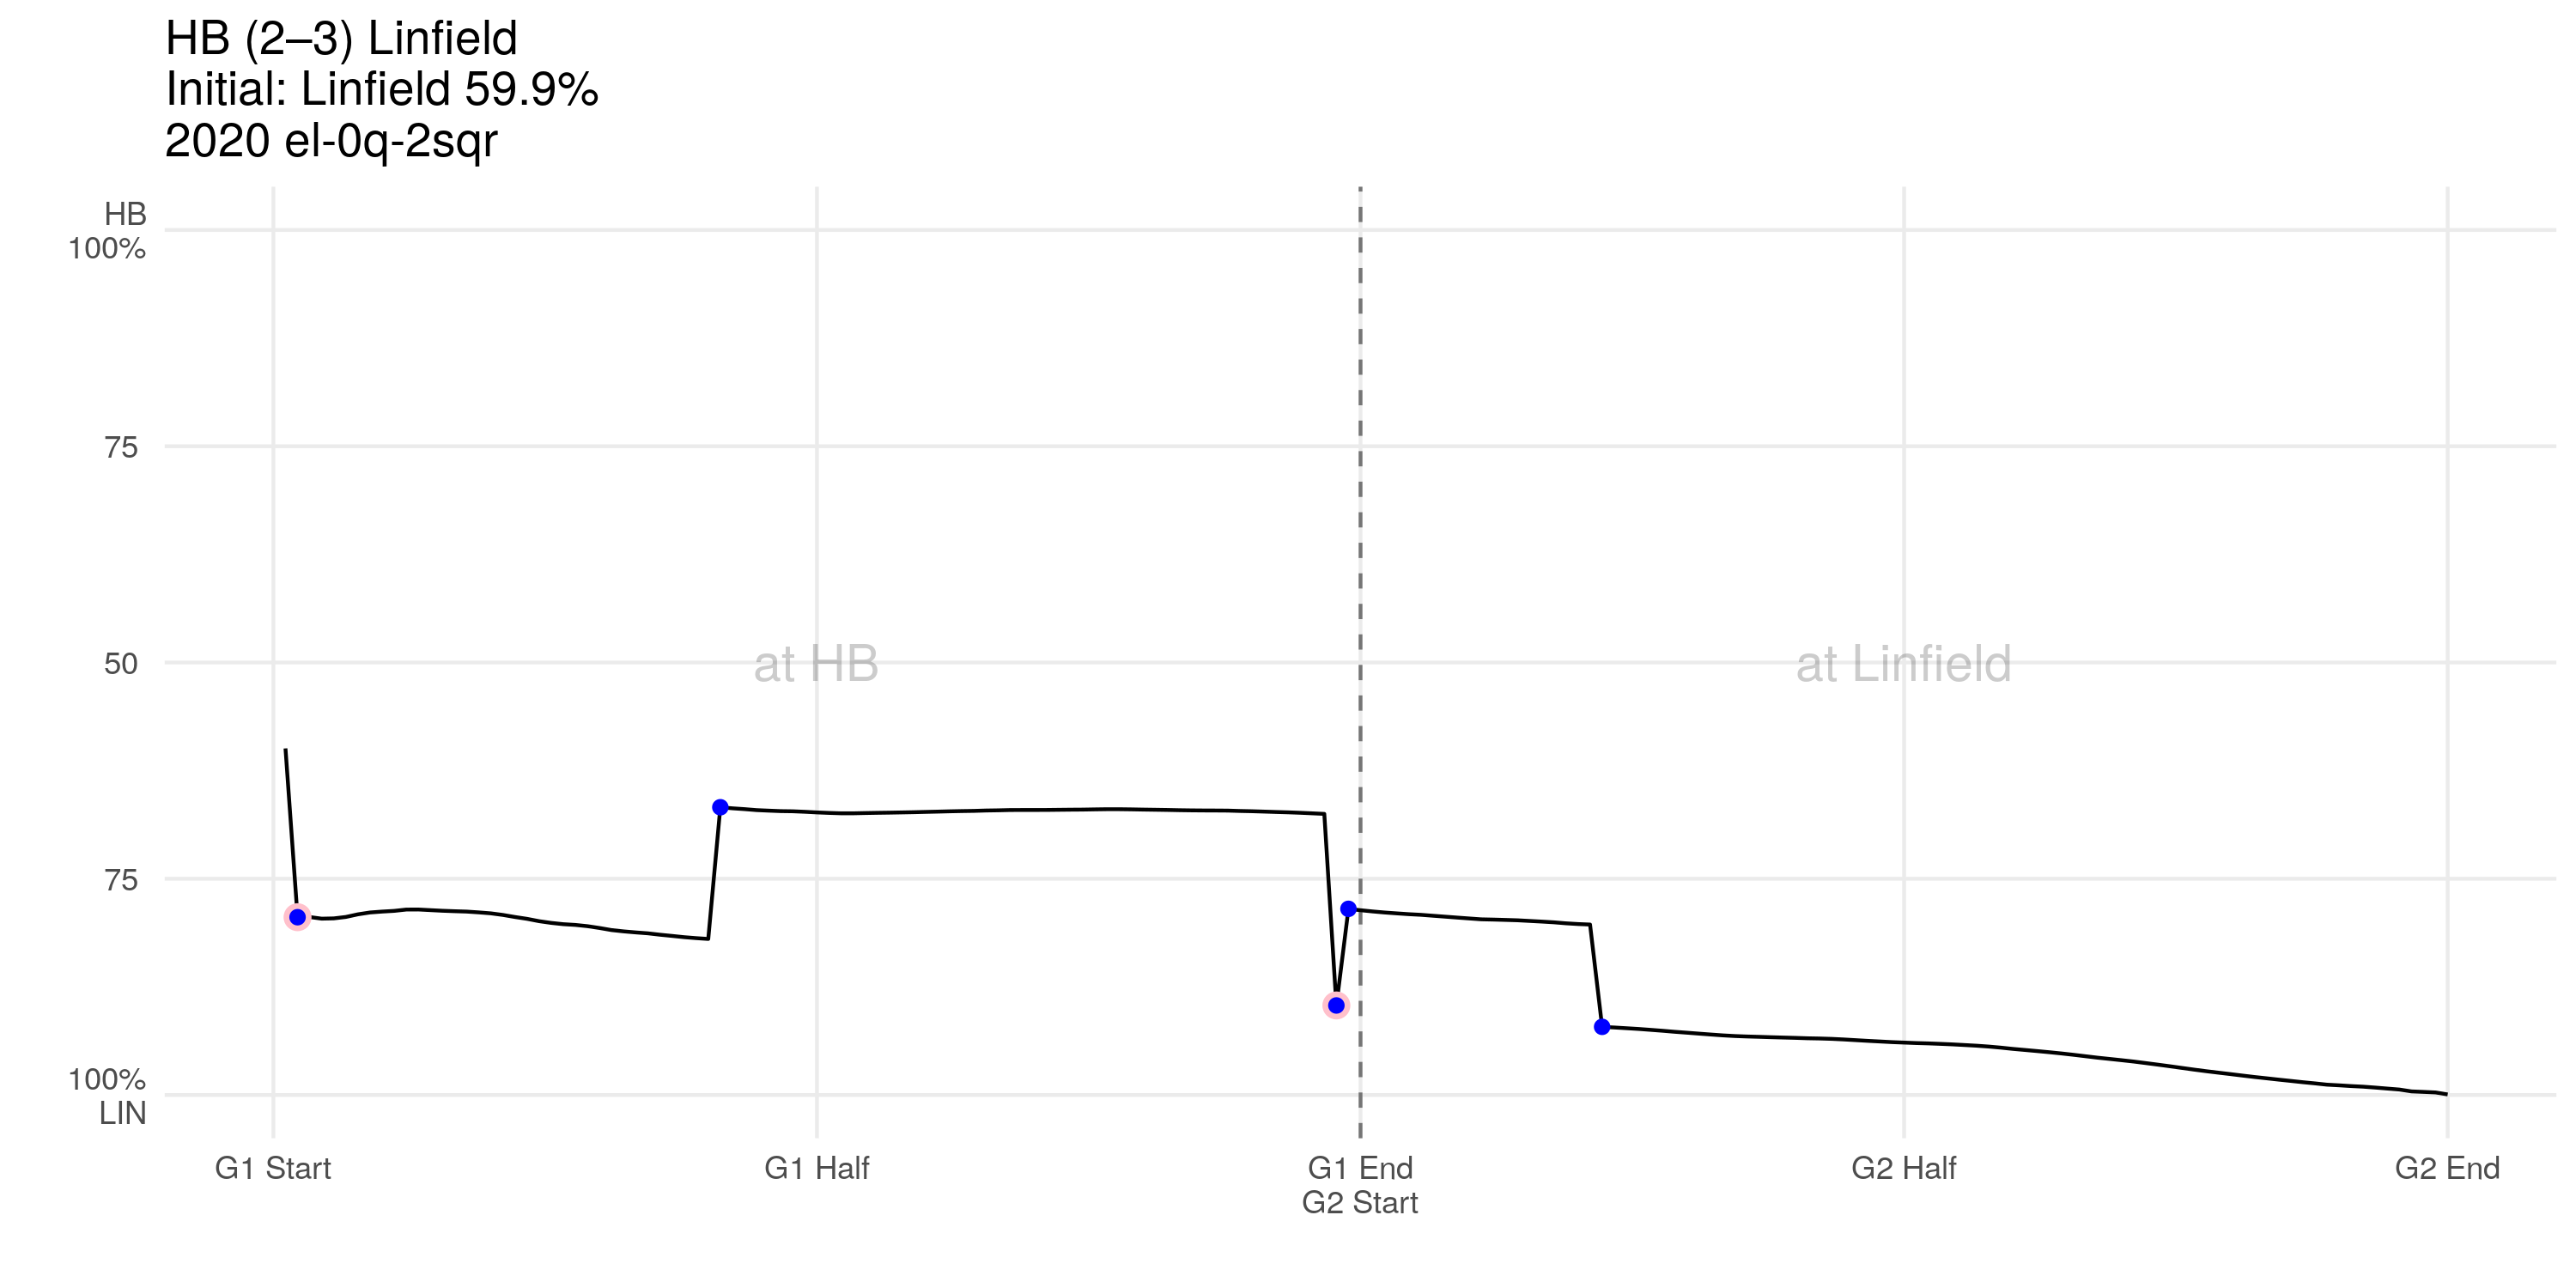 HB (2–3) Linfield
Initial: Linfield 59.9%
2020 el-0q-2sqr
HB
100%
75
50
75
100%
LIN
at HB
at Linfield
G1 Start
G1 Half
G1 End
G2 Start
G2 Half
G2 End